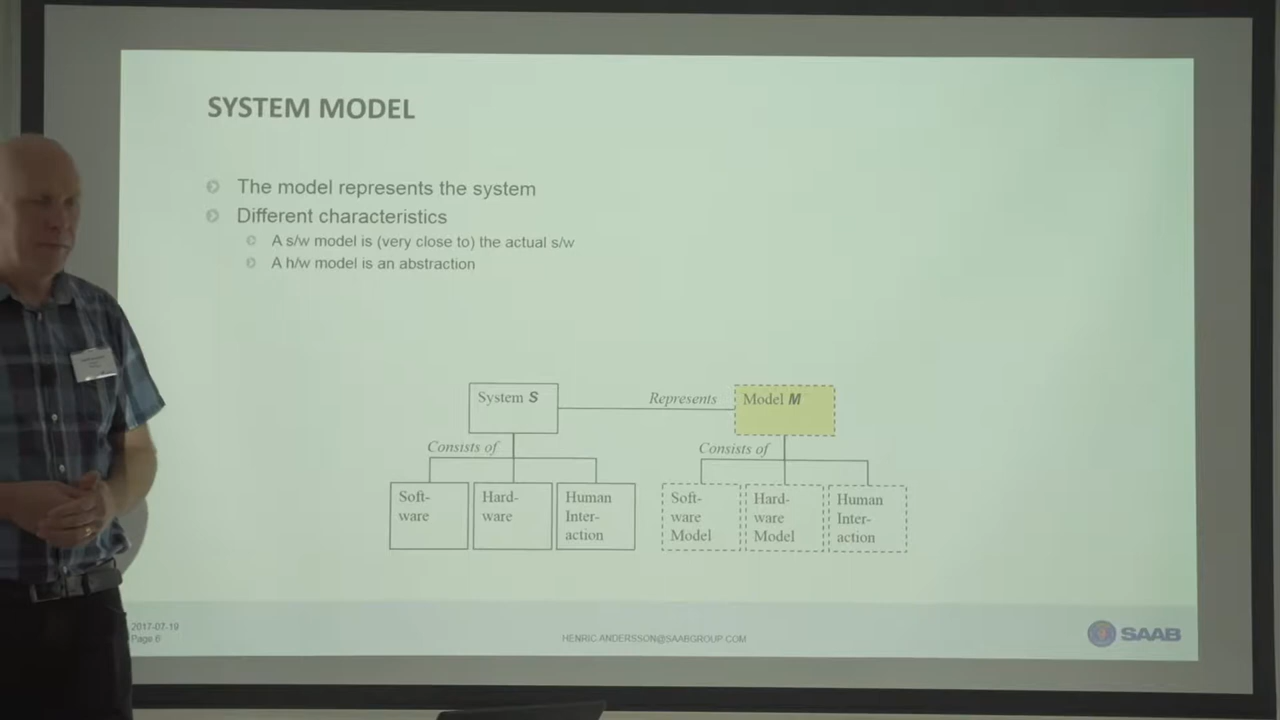 SYSTEM MODEL
The model represents the system
Different characteristics
A s/w model is (very close to) the actual s/w
A h/w model is an abstraction
System S
Represents
Model M
Consists of
Consists of
Soft-
ware
Hard-
ware
Human
Inter-
action
Soft-
ware
Model
Hard-
ware
Model
Human
Inter-
action
2017-07-19
Page 6
HENRIC.ANDERSSON@SAABGROUP.COM
SAAB